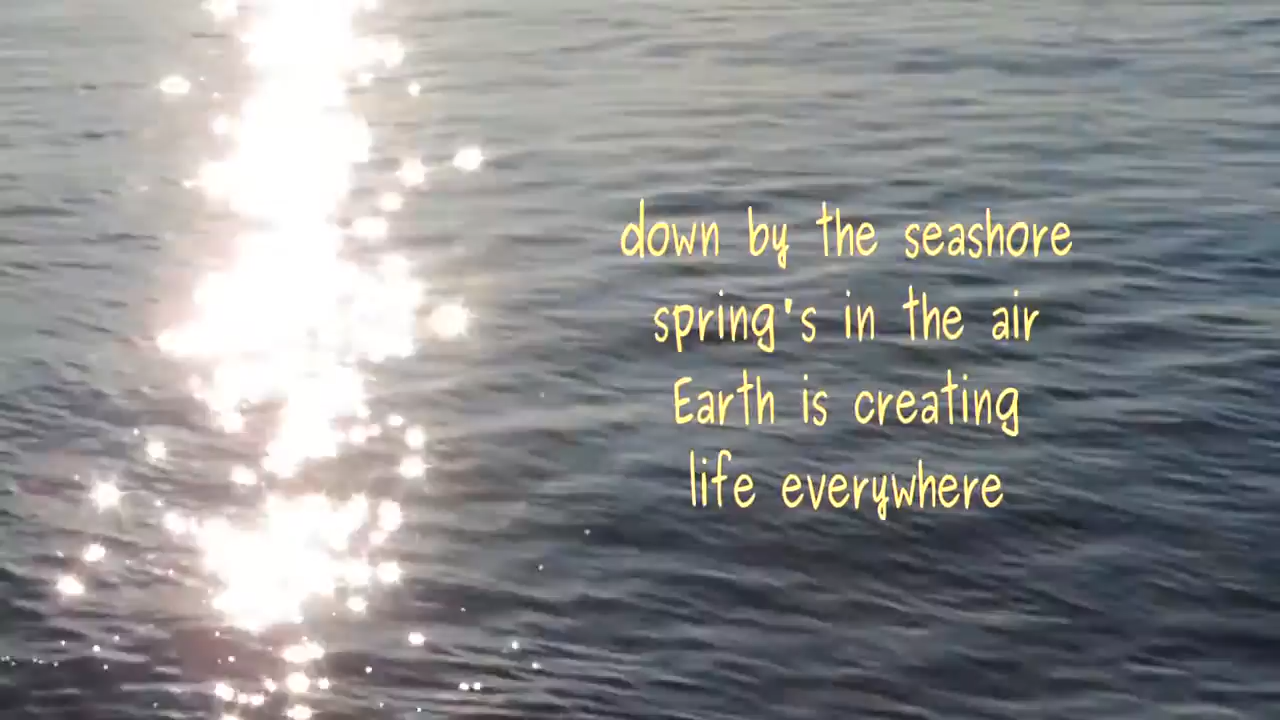 down by the seashore
spring's in the air
Earth is creating
life everywhere